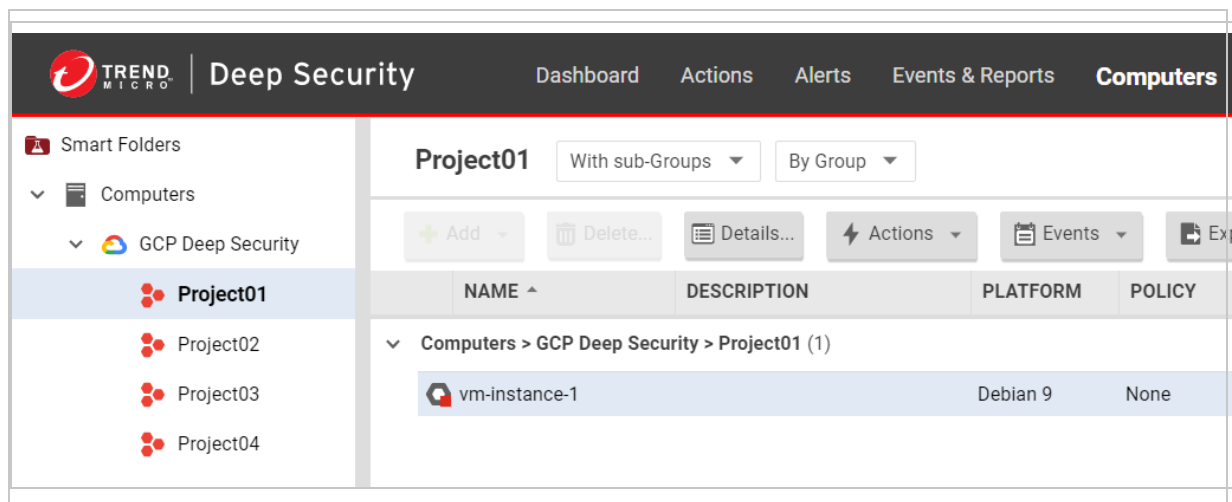 TREND MICRO™ | Deep Security Dashboard Actions Alerts Events & Reports Computers
Smart Folders
Computers
GCP Deep Security
Project01
Project02
Project03
Project04
Project01 With sub-Groups By Group
Add Delete... Details... Actions Events Exp
NAME DESCRIPTION PLATFORM POLICY
Computers > GCP Deep Security > Project01 (1)
vm-instance-1 Debian 9 None